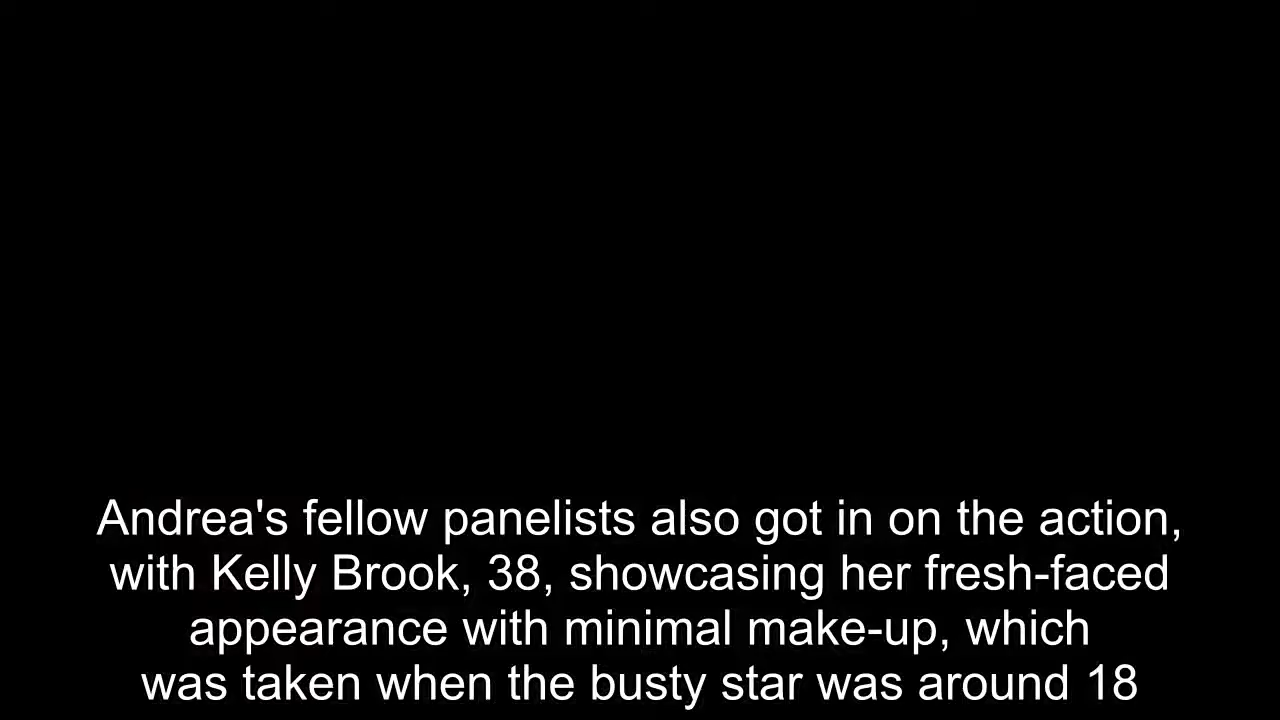 Andrea's fellow panelists also got in on the action,
with Kelly Brook, 38, showcasing her fresh-faced
appearance with minimal make-up, which
was taken when the busty star was around 18